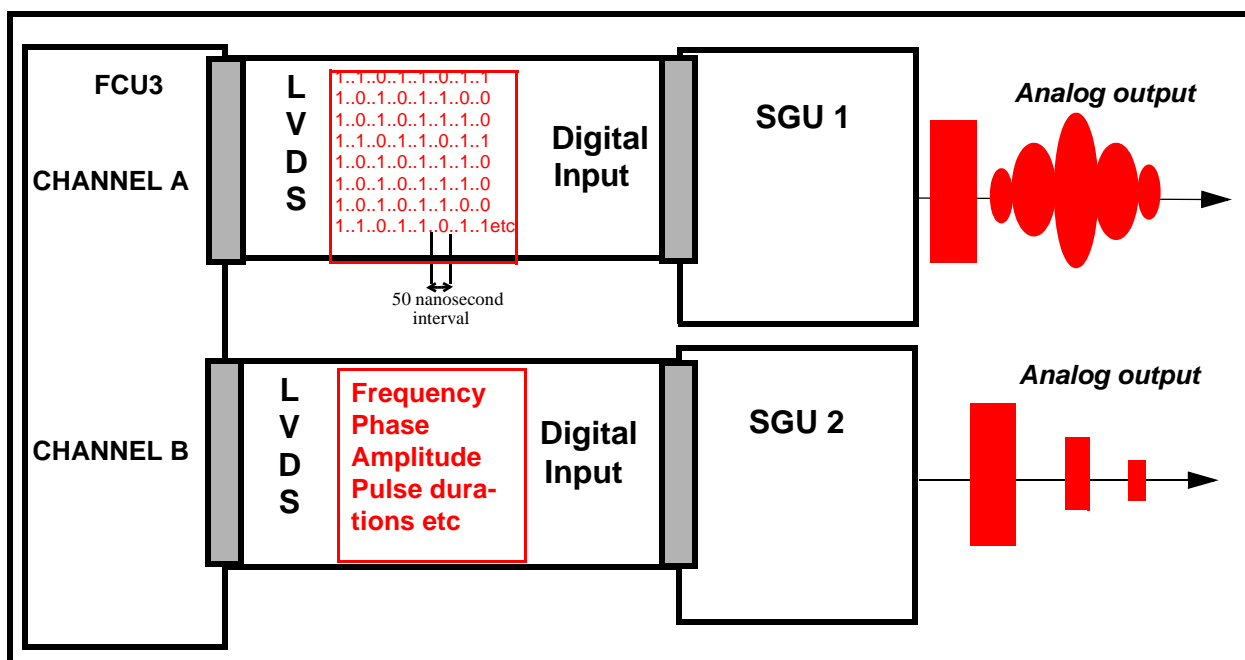 FCU3
CHANNEL A
L
V
D
S
1..1..0..1..1..0..1..1
1..0..1..0..1..1..0..0
1..0..1..0..1..1..1..0
1..1..0..1..1..0..1..1
1..0..1..0..1..1..1..0
1..0..1..0..1..1..1..0
1..0..1..0..1..1..0..0
1..1..0..1..1..0..1..1etc
Digital
Input
50 nanosecond
interval
SGU 1
Analog output
CHANNEL B
L
V
D
S
Frequency
Phase
Amplitude
Pulse dura-
tions etc
Digital
Input
SGU 2
Analog output